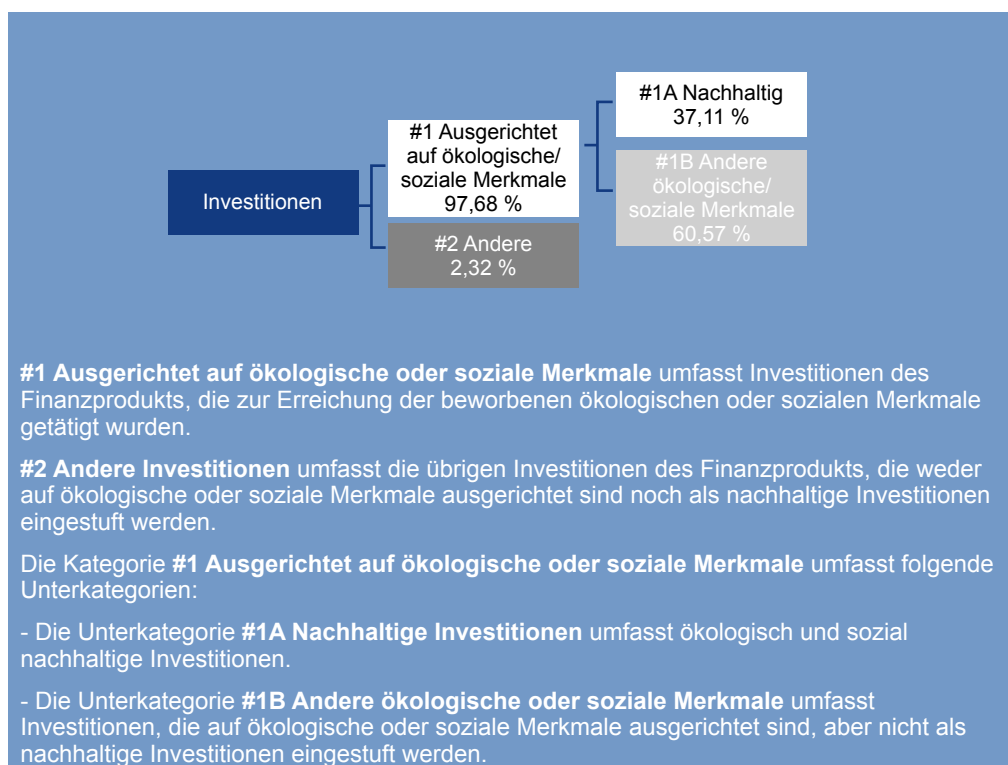 #1A Nachhaltig
37,11 %
#1 Ausgerichtet
auf ökologische/
soziale Merkmale
97,68 %
#1B Andere
ökologische/
soziale Merkmale
60,57 %
Investitionen
#2 Andere
2,32 %
#1 Ausgerichtet auf ökologische oder soziale Merkmale umfasst Investitionen des
Finanzprodukts, die zur Erreichung der beworbenen ökologischen oder sozialen Merkmale
getätigt wurden.
#2 Andere Investitionen umfasst die übrigen Investitionen des Finanzprodukts, die weder
auf ökologische oder soziale Merkmale ausgerichtet sind noch als nachhaltige Investitionen
eingestuft werden.
Die Kategorie #1 Ausgerichtet auf ökologische oder soziale Merkmale umfasst folgende
Unterkategorien:
- Die Unterkategorie #1A Nachhaltige Investitionen umfasst ökologisch und sozial
nachhaltige Investitionen.
- Die Unterkategorie #1B Andere ökologische oder soziale Merkmale umfasst
Investitionen, die auf ökologische oder soziale Merkmale ausgerichtet sind, aber nicht als
nachhaltige Investitionen eingestuft werden.